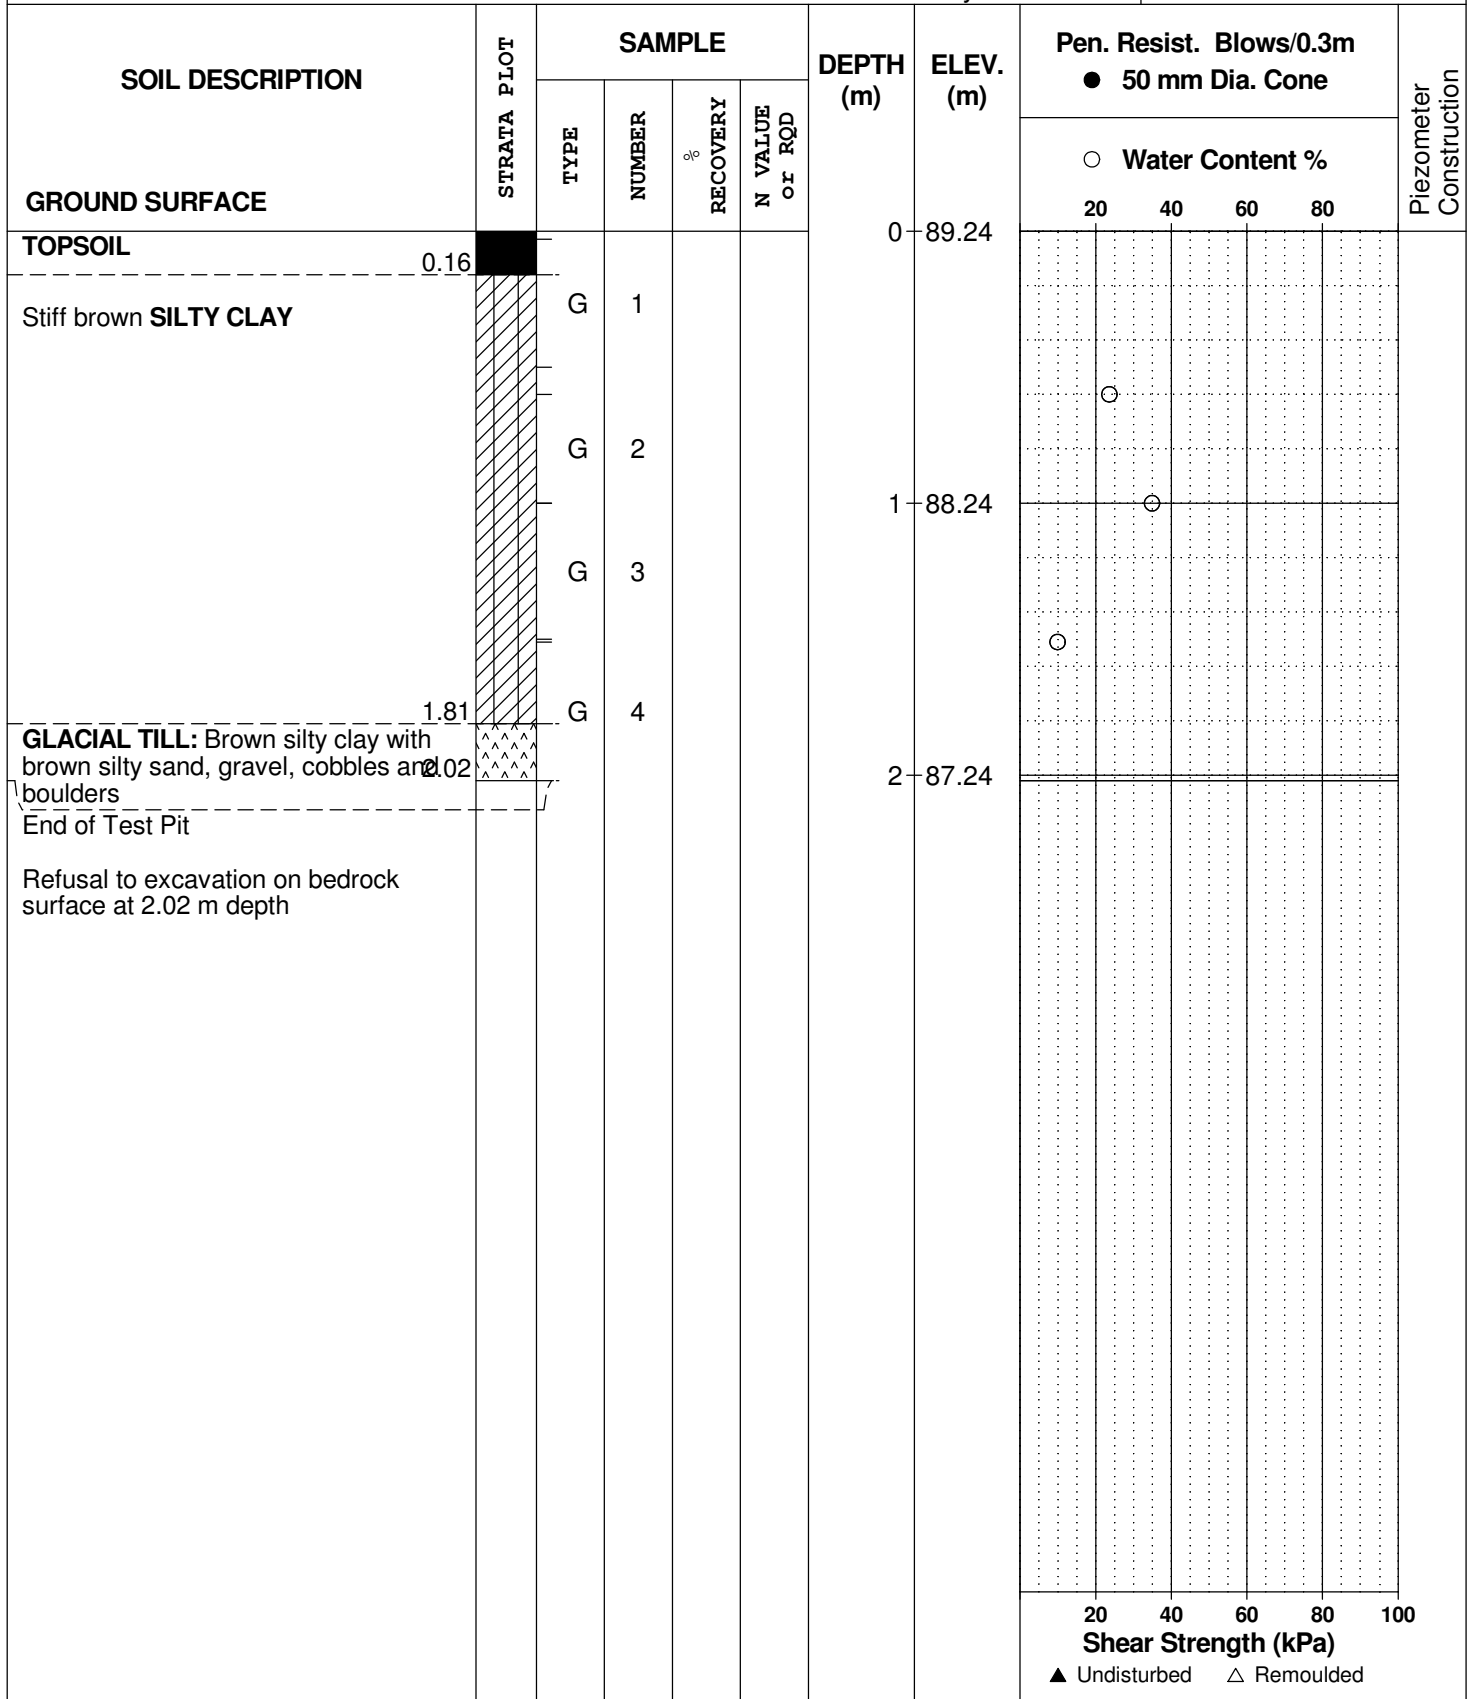 SOIL DESCRIPTION
GROUND SURFACE
STRATA PLOT
SAMPLE
TYPE
NUMBER
%
RECOVERY
N VALUE
or RQD
DEPTH
(m)
ELEV.
(m)
Pen. Resist. Blows/0.3m
● 50 mm Dia. Cone
○ Water Content %
20 40 60 80
Piezometer
Construction
0 89.24
TOPSOIL
0.16
Stiff brown SILTY CLAY
G 1
G 2
1 88.24
G 3
1.81
G 4
GLACIAL TILL: Brown silty clay with
brown silty sand, gravel, cobbles and
2.02
boulders
2 87.24
End of Test Pit
Refusal to excavation on bedrock
surface at 2.02 m depth
20 40 60 80 100
Shear Strength (kPa)
▲ Undisturbed △ Remoulded